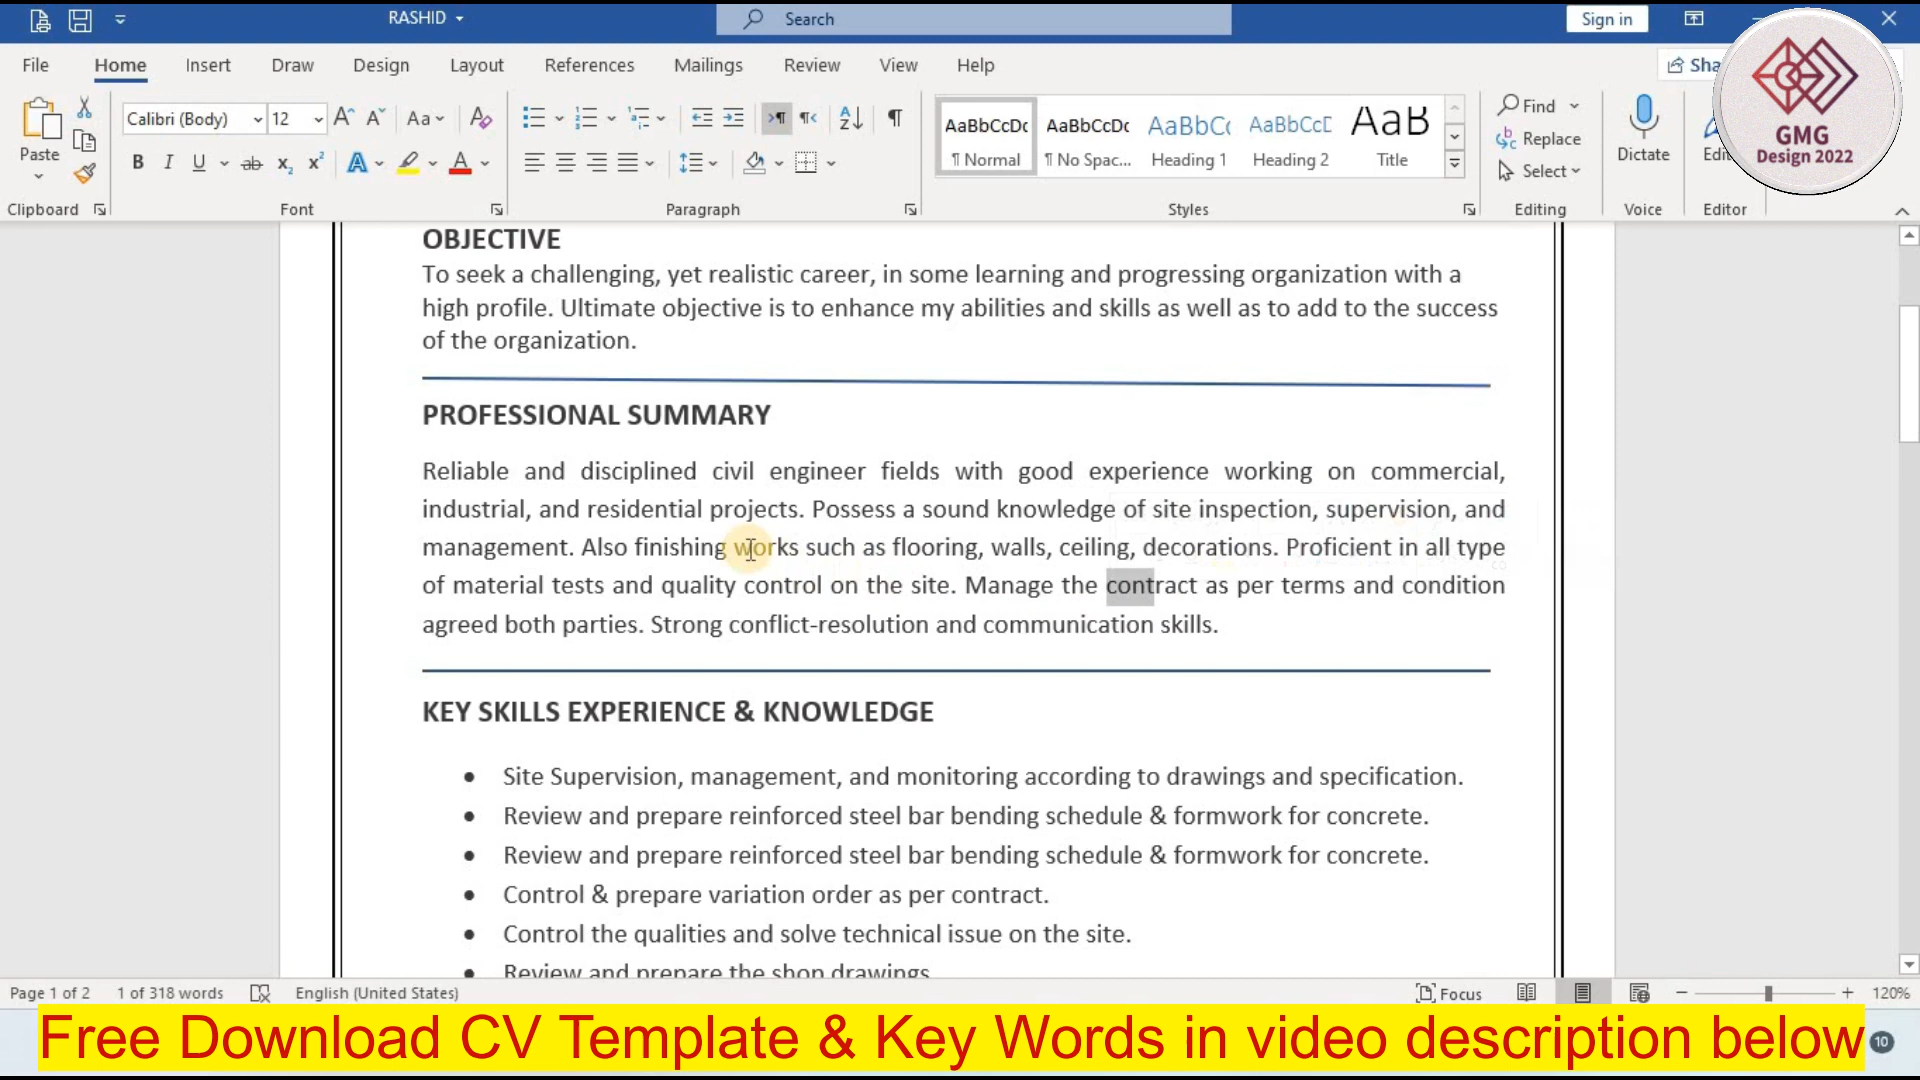 RASHID
Search
Sign in
File Home Insert Draw Design Layout References Mailings Review View Help
Sha
GMG
Design 2022
Paste
Calibri (Body) 12
Aa
AaBbCcDc AaBbCcDc AaBbCc AaBbCcD AaB
¶ Normal ¶ No Spac... Heading 1 Heading 2 Title
Find
Replace
Select
Dictate
Clipboard Font Paragraph Styles Editing Voice Editor
OBJECTIVE
To seek a challenging, yet realistic career, in some learning and progressing organization with a
high profile. Ultimate objective is to enhance my abilities and skills as well as to add to the success
of the organization.
PROFESSIONAL SUMMARY
Reliable and disciplined civil engineer fields with good experience working on commercial,
industrial, and residential projects. Possess a sound knowledge of site inspection, supervision, and
management. Also finishing works such as flooring, walls, ceiling, decorations. Proficient in all type
of material tests and quality control on the site. Manage the contract as per terms and condition
agreed both parties. Strong conflict-resolution and communication skills.
KEY SKILLS EXPERIENCE & KNOWLEDGE
• Site Supervision, management, and monitoring according to drawings and specification.
• Review and prepare reinforced steel bar bending schedule & formwork for concrete.
• Review and prepare reinforced steel bar bending schedule & formwork for concrete.
• Control & prepare variation order as per contract.
• Control the qualities and solve technical issue on the site.
• Review and prepare the shop drawings
Page 1 of 2 1 of 318 words English (United States) Focus 120%
Free Download CV Template & Key Words in video description below
10